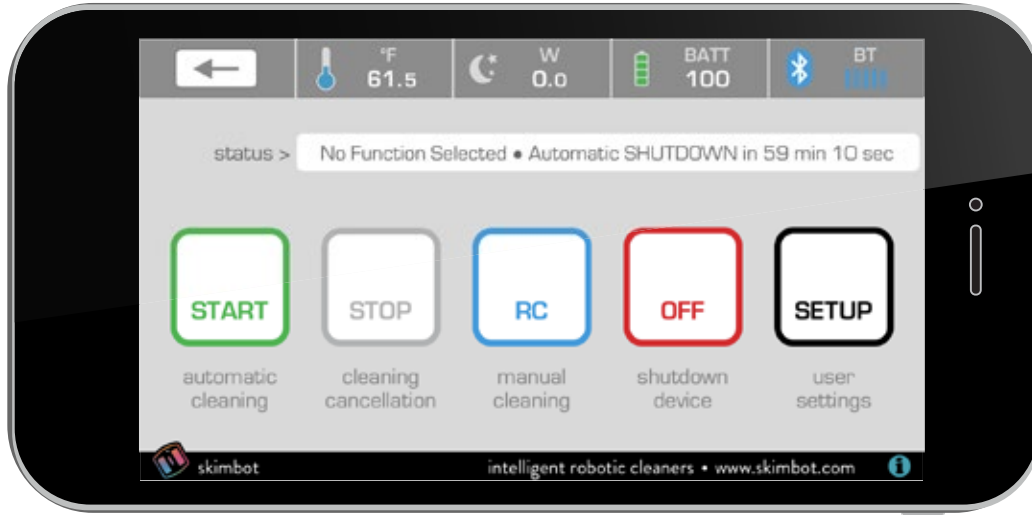 °F
61.5
W
0.0
BATT
100
BT
status > No Function Selected • Automatic SHUTDOWN in 59 min 10 sec
START STOP RC OFF SETUP
automatic cleaning manual shutdown user
cleaning cancellation cleaning device settings
skimbot intelligent robotic cleaners • www.skimbot.com i